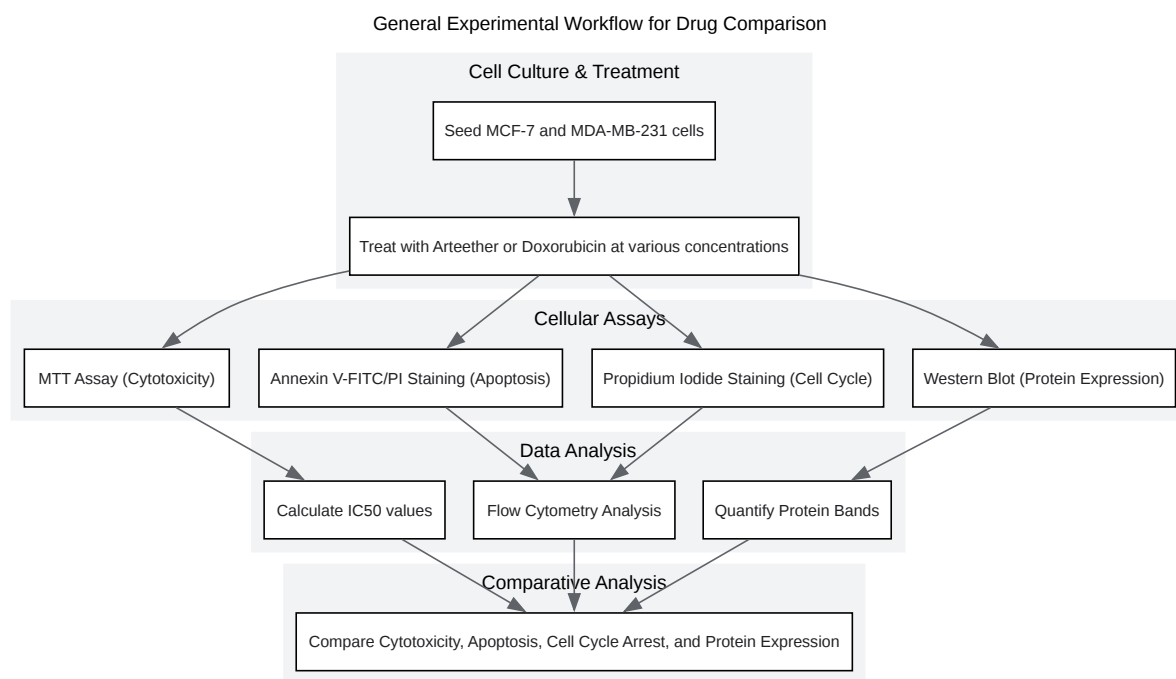 General Experimental Workflow for Drug Comparison
Cell Culture & Treatment
Seed MCF-7 and MDA-MB-231 cells
Treat with Arteether or Doxorubicin at various concentrations
Cellular Assays
MTT Assay (Cytotoxicity)
Annexin V-FITC/PI Staining (Apoptosis)
Propidium Iodide Staining (Cell Cycle)
Western Blot (Protein Expression)
Data Analysis
Calculate IC50 values
Flow Cytometry Analysis
Quantify Protein Bands
Comparative Analysis
Compare Cytotoxicity, Apoptosis, Cell Cycle Arrest, and Protein Expression